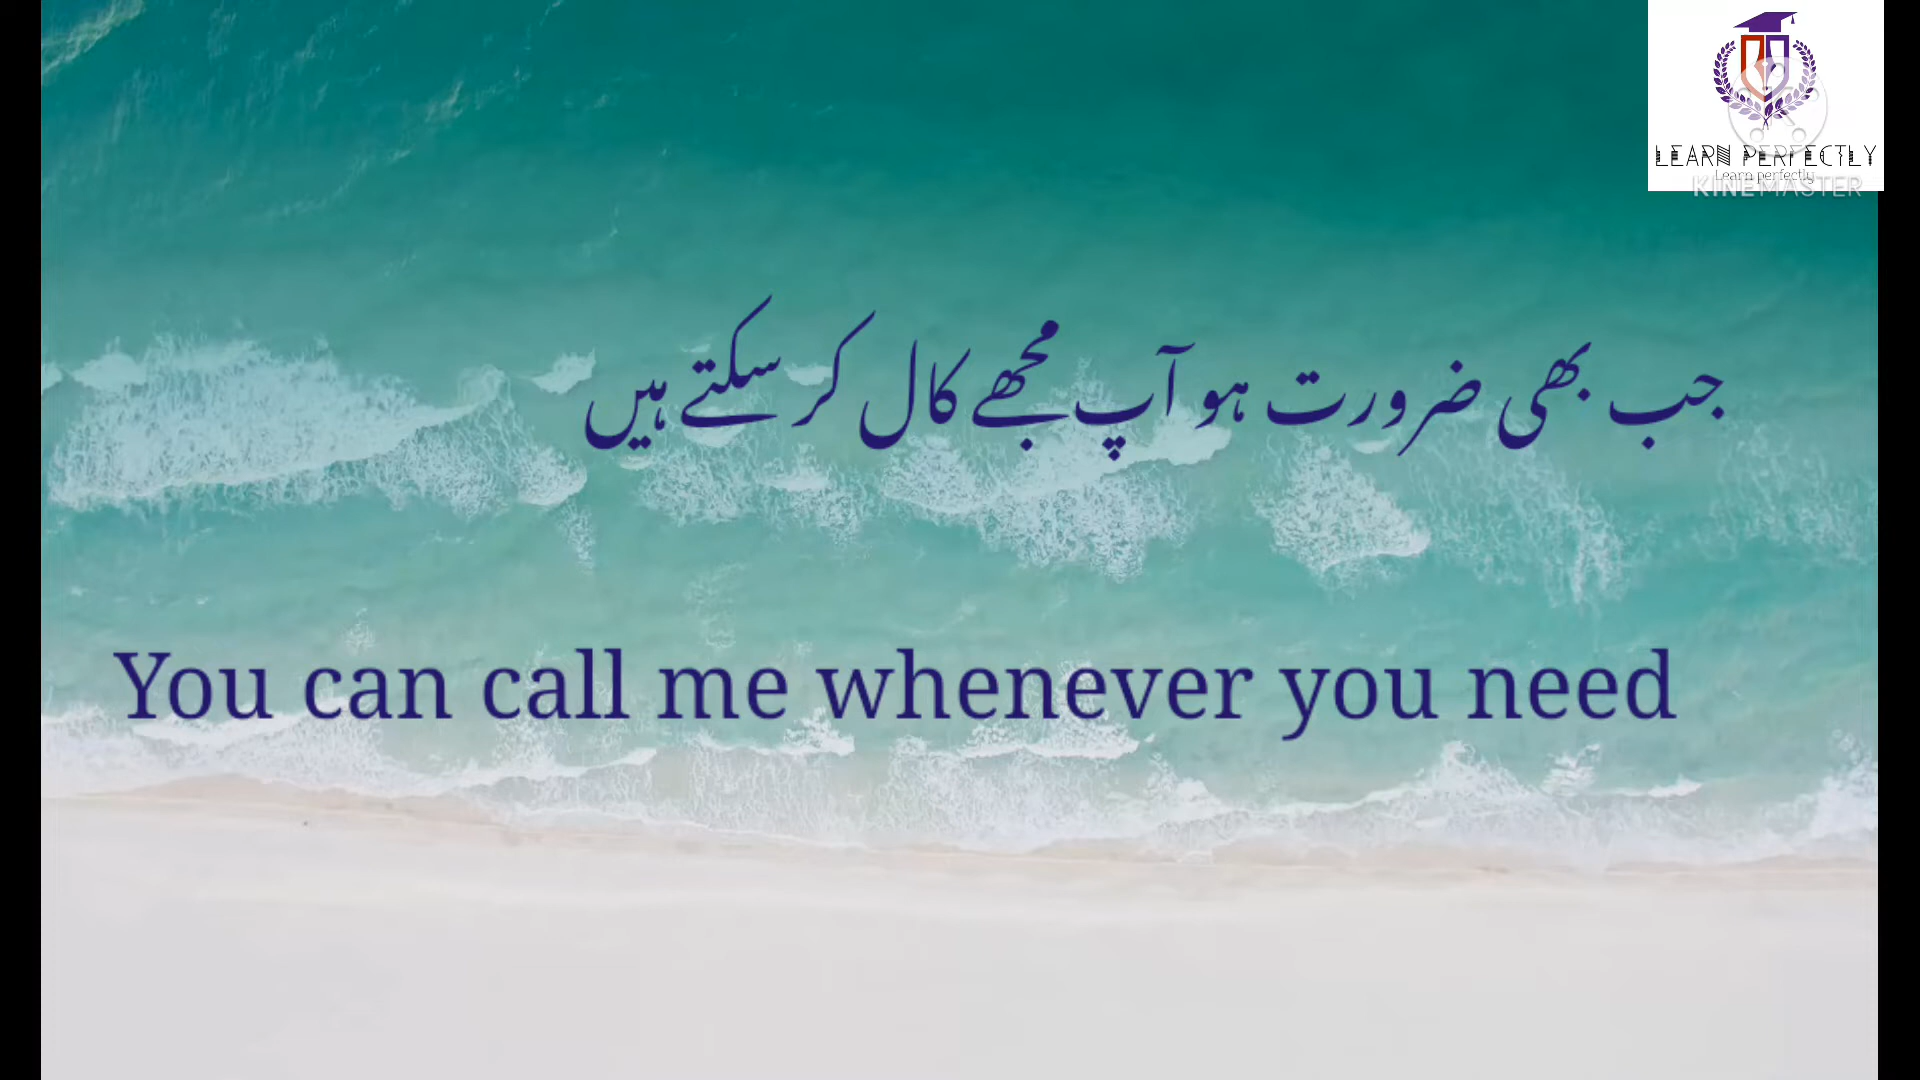 LEARN PERFECTLY
Learn perfectly
KINEMASTER
جب بھی ضرورت ہو آپ مجھے کال کر سکتے ہیں
You can call me whenever you need